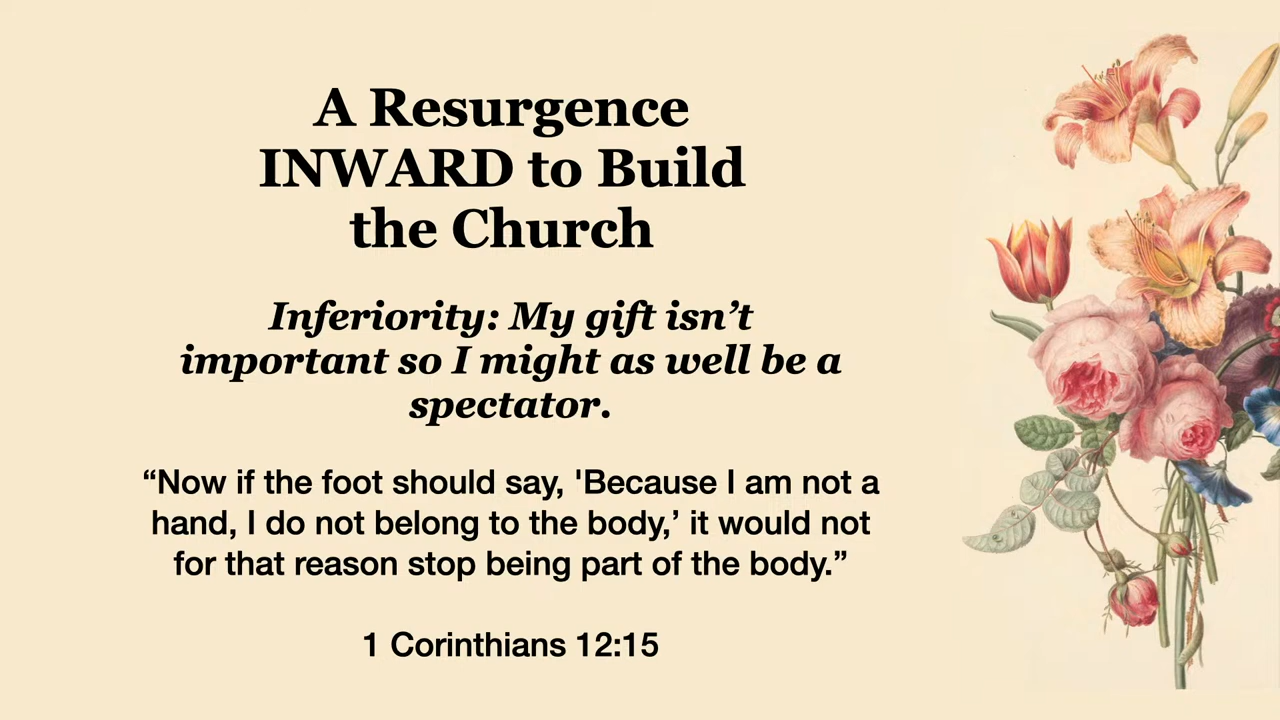 A Resurgence
INWARD to Build
the Church
Inferiority: My gift isn’t
important so I might as well be a
spectator.
“Now if the foot should say, 'Because I am not a
hand, I do not belong to the body,’ it would not
for that reason stop being part of the body.”
1 Corinthians 12:15